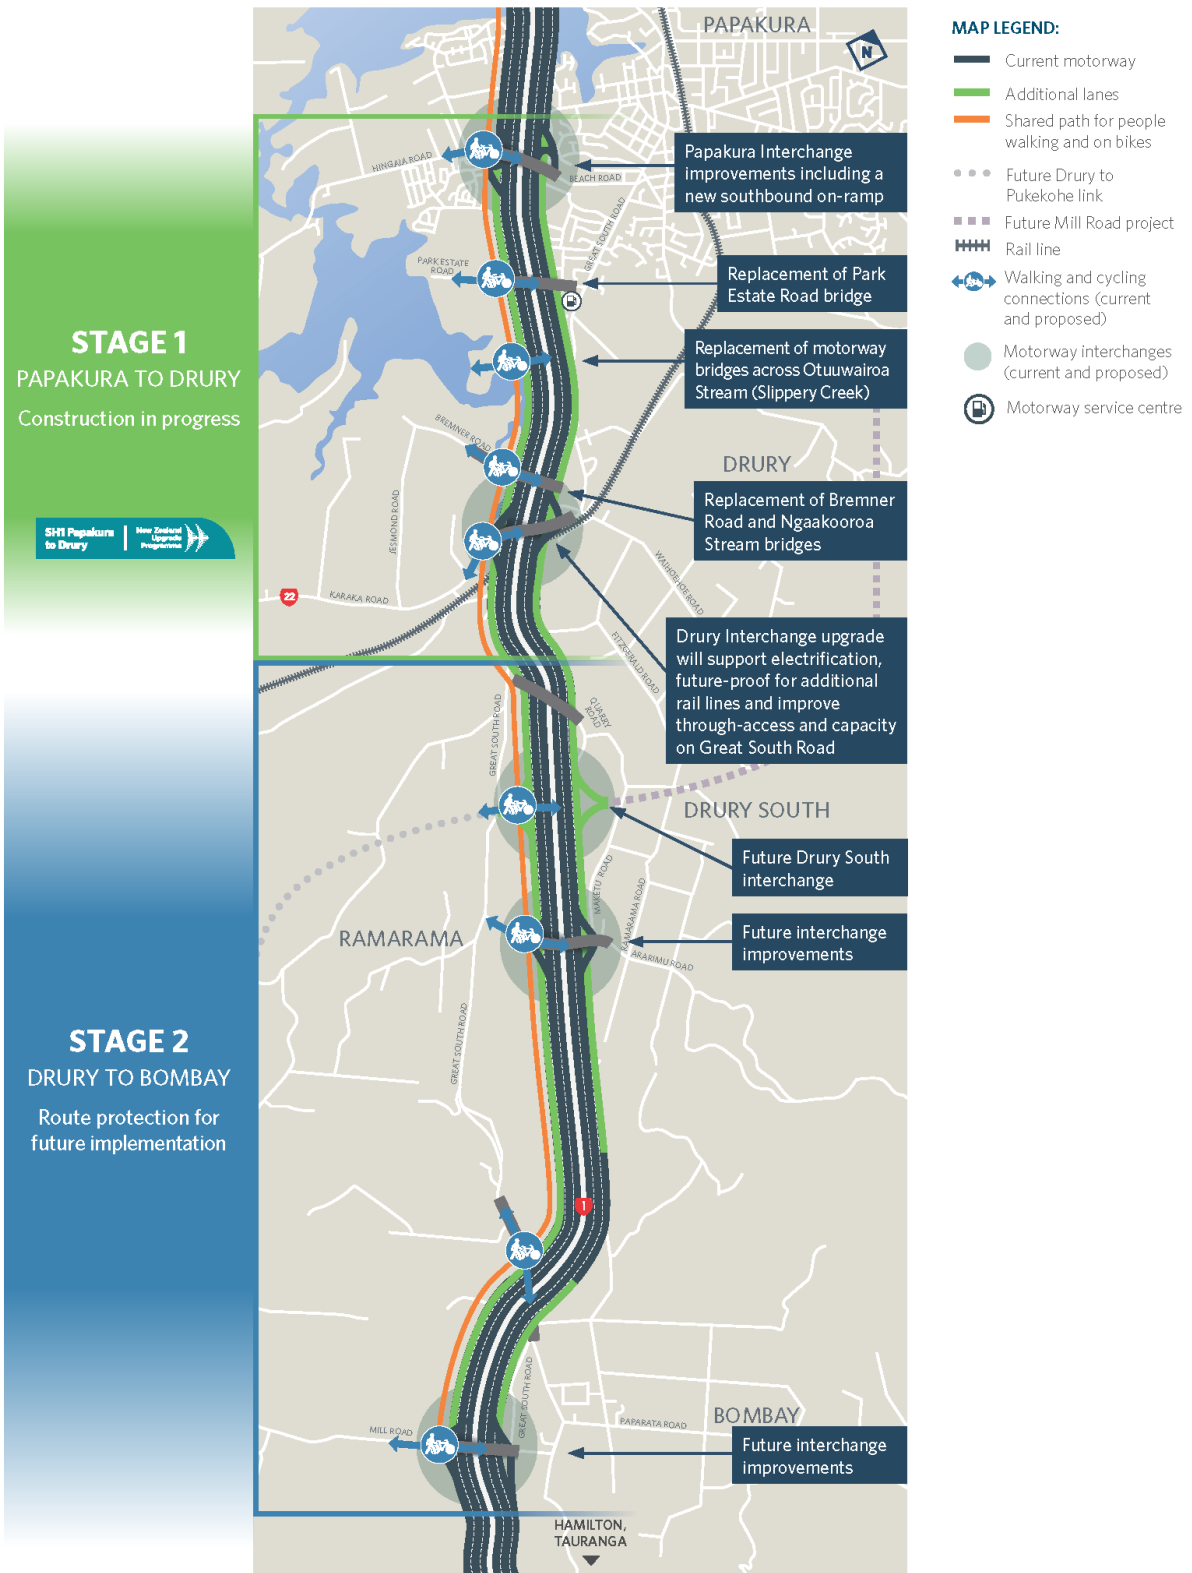 PAPAKURA
N
MAP LEGEND:
Current motorway
Additional lanes
Shared path for people
walking and on bikes
Future Drury to
Pukekohe link
Future Mill Road project
Rail line
Walking and cycling
connections (current
and proposed)
Motorway interchanges
(current and proposed)
Motorway service centre
STAGE 1
PAPAKURA TO DRURY
Construction in progress
SH1 Papakura
to Drury
New Zealand
Upgrade
Programme
HINGAIA ROAD
BEACH ROAD
GREAT SOUTH ROAD
Papakura Interchange
improvements including a
new southbound on-ramp
PARK ESTATE
ROAD
Replacement of Park
Estate Road bridge
Replacement of motorway
bridges across Otuuwairoa
Stream (Slippery Creek)
BREMNER ROAD
DRURY
JESMOND ROAD
Replacement of Bremner
Road and Ngaakooroa
Stream bridges
22
KARAKA ROAD
WAIHOEHOE ROAD
FITZGERALD ROAD
Drury Interchange upgrade
will support electrification,
future-proof for additional
rail lines and improve
through-access and capacity
on Great South Road
GREAT SOUTH ROAD
QUARRY
ROAD
DRURY SOUTH
Future Drury South
interchange
MAKETU ROAD
RAMARAMA ROAD
RAMARAMA
Future interchange
improvements
ARARIMU ROAD
STAGE 2
DRURY TO BOMBAY
Route protection for
future implementation
GREAT SOUTH ROAD
1
GREAT SOUTH ROAD
MILL ROAD
PAPARATA ROAD
BOMBAY
Future interchange
improvements
HAMILTON,
TAURANGA